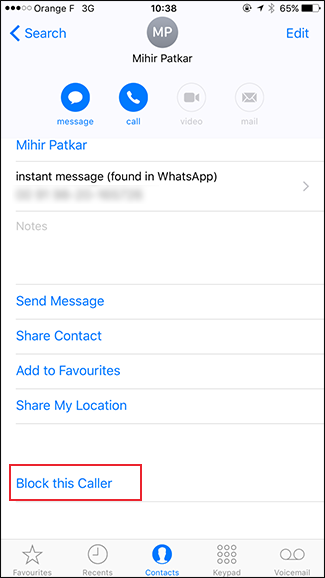 Orange F 3G 10:38 65%
Search Edit
MP
Mihir Patkar
message call video mail
Mihir Patkar
instant message (found in WhatsApp)
Notes
Send Message
Share Contact
Add to Favourites
Share My Location
Block this Caller
Favourites Recents Contacts Keypad Voicemail